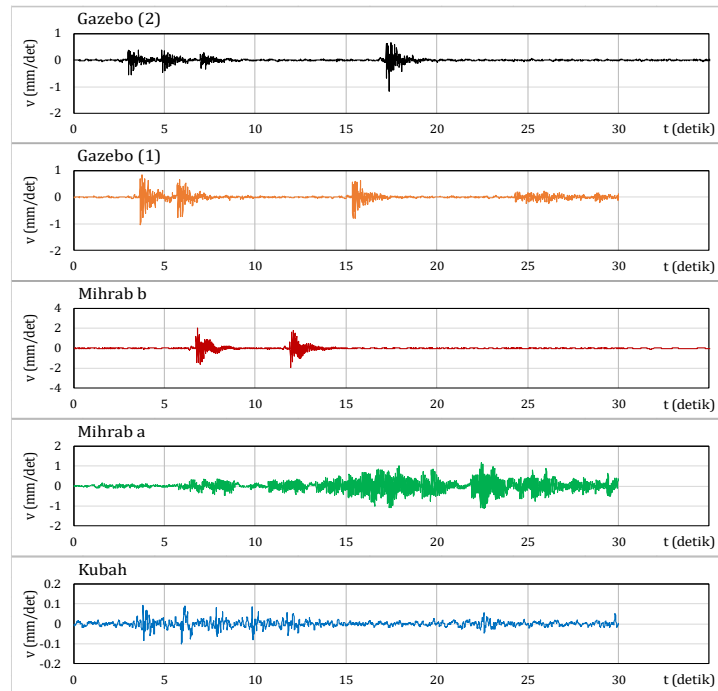 Gazebo (2)
v (mm/det)
1
0
-1
-2
0 5 10 15 20 25 30
t (detik)
Gazebo (1)
v (mm/det)
1
0
-1
-2
0 5 10 15 20 25 30
t (detik)
Mihrab b
v (mm/det)
4
2
0
-2
-4
0 5 10 15 20 25 30
t (detik)
Mihrab a
v (mm/det)
2
1
0
-1
-2
0 5 10 15 20 25 30
t (detik)
Kubah
v (mm/det)
0.2
0.1
0
-0.1
-0.2
0 5 10 15 20 25 30
t (detik)